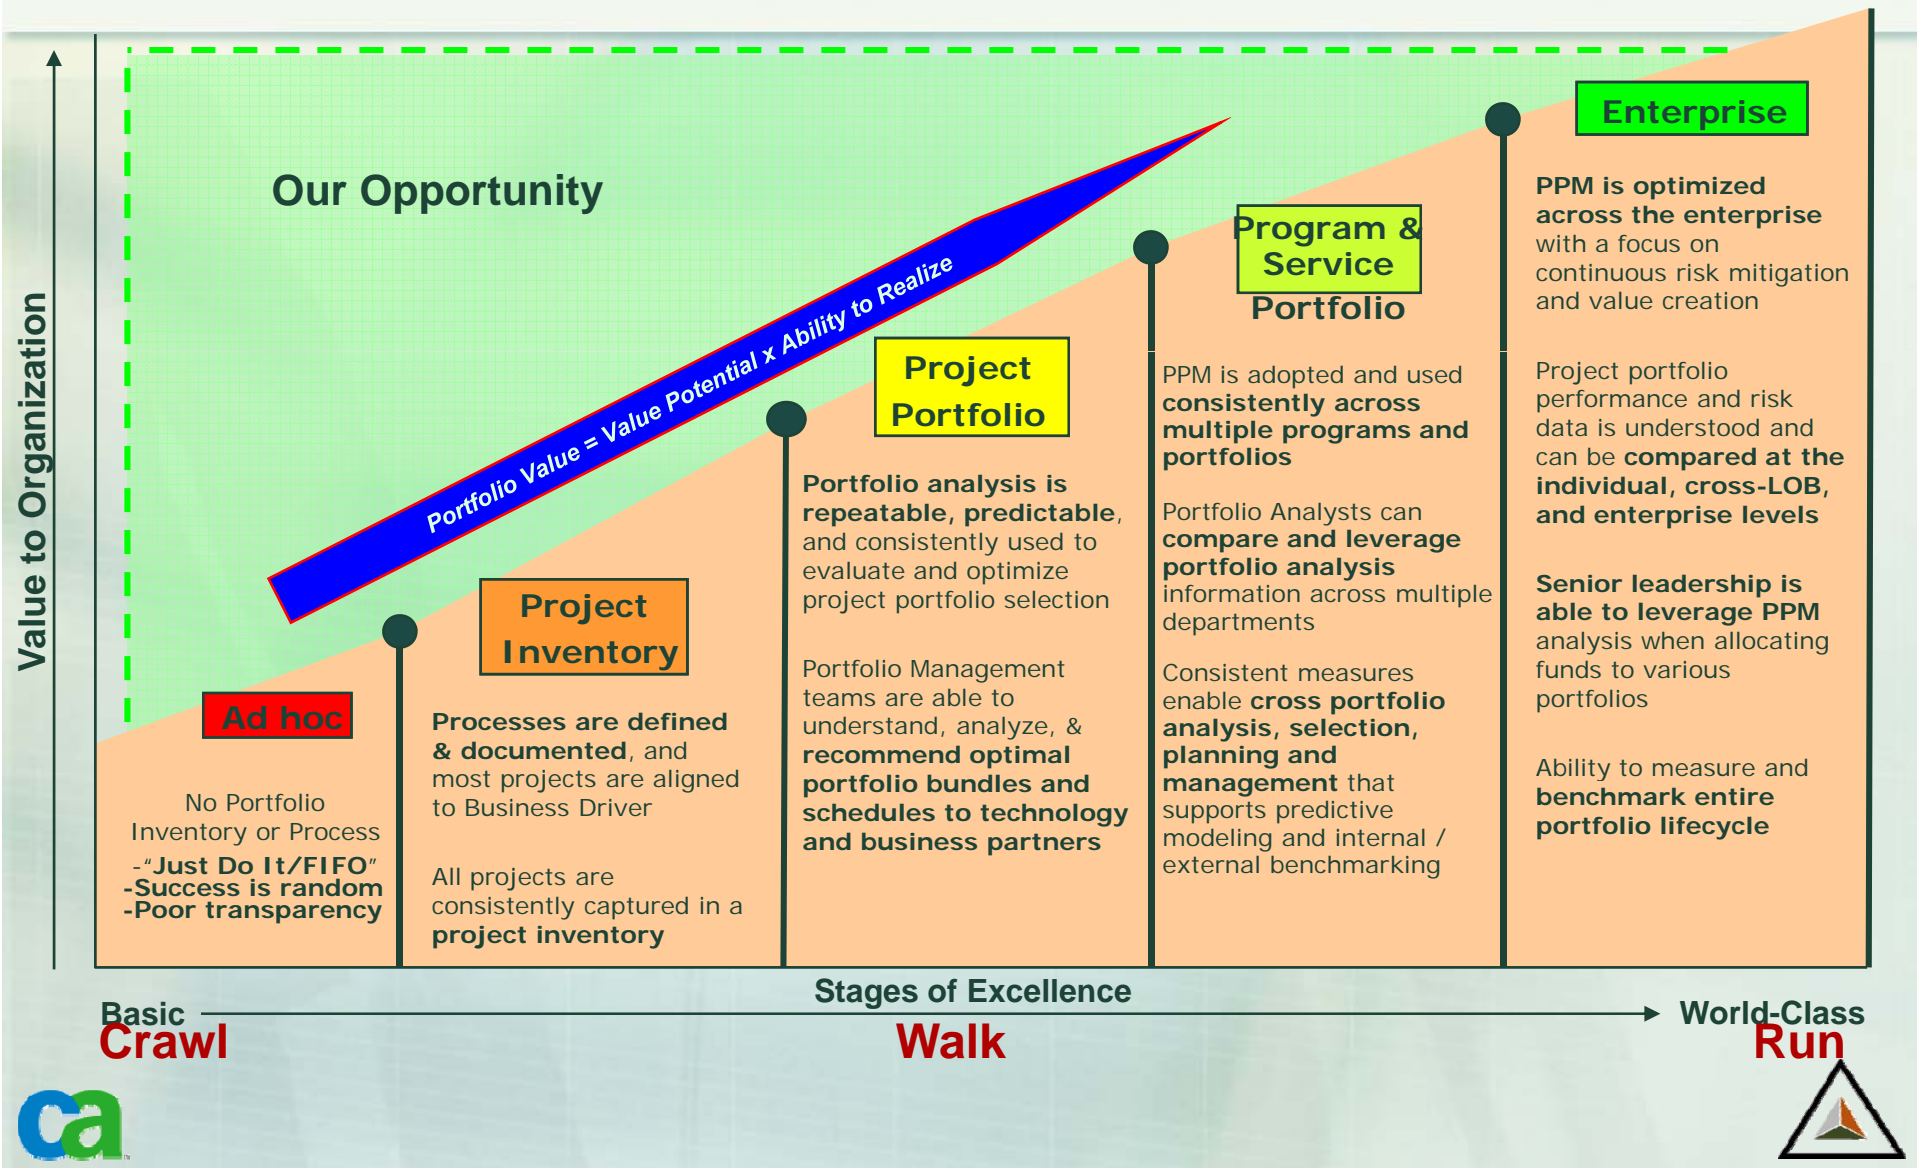 Our Opportunity
Value to Organization
Portfolio Value = Value Potential x Ability to Realize
Ad hoc
No Portfolio
Inventory or Process
-“Just Do It/FIFO”
-Success is random
-Poor transparency
Project
Inventory
Processes are defined
& documented, and
most projects are aligned
to Business Driver
All projects are
consistently captured in a
project inventory
Project
Portfolio
Portfolio analysis is
repeatable, predictable,
and consistently used to
evaluate and optimize
project portfolio selection
Portfolio Management
teams are able to
understand, analyze, &
recommend optimal
portfolio bundles and
schedules to technology
and business partners
Program &
Service
Portfolio
PPM is adopted and used
consistently across
multiple programs and
portfolios
Portfolio Analysts can
compare and leverage
portfolio analysis
information across multiple
departments
Consistent measures
enable cross portfolio
analysis, selection,
planning and
management that
supports predictive
modeling and internal /
external benchmarking
Enterprise
PPM is optimized
across the enterprise
with a focus on
continuous risk mitigation
and value creation
Project portfolio
performance and risk
data is understood and
can be compared at the
individual, cross-LOB,
and enterprise levels
Senior leadership is
able to leverage PPM
analysis when allocating
funds to various
portfolios
Ability to measure and
benchmark entire
portfolio lifecycle
Stages of Excellence
Basic
World-Class
Crawl
Walk
Run
ca